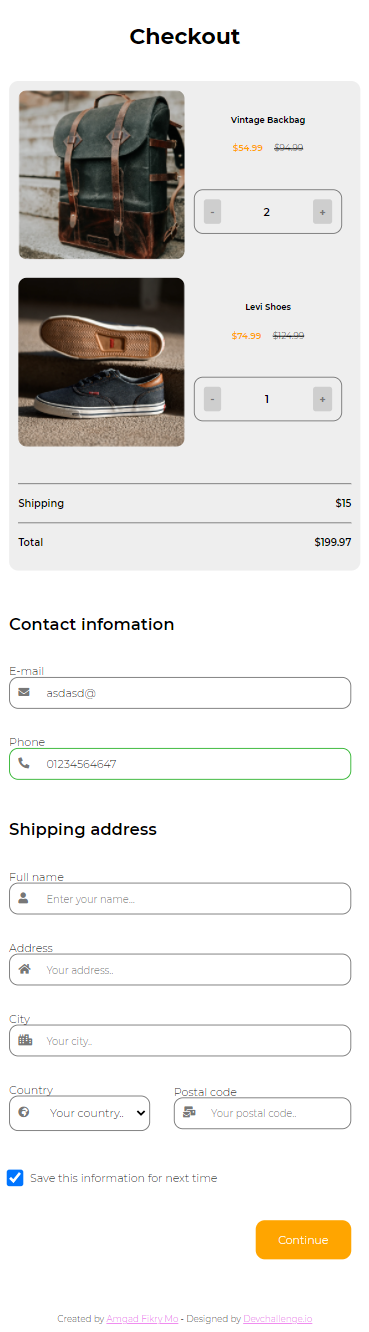 Checkout
Vintage Backbag
$54.99 $94.99
- 2 +
Levi Shoes
$74.99 $124.99
- 1 +
Shipping $15
Total $199.97
Contact infomation
E-mail
asdasd@
Phone
01234564647
Shipping address
Full name
Enter your name...
Address
Your address..
City
Your city..
Country Postal code
Your country.. Your postal code..
Save this information for next time
Continue
Created by Amgad Fikry Mo - Designed by Devchallenge.io